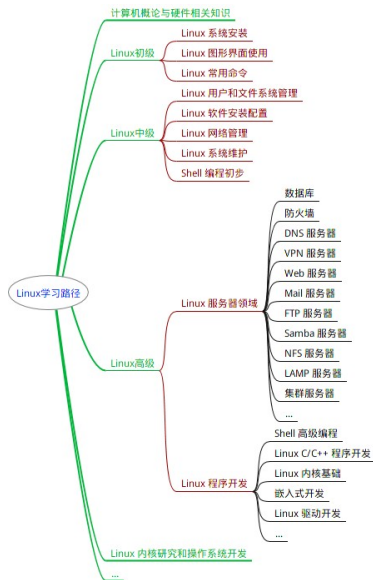 计算机概论与硬件相关知识
Linux初级
Linux 系统安装
Linux 图形界面使用
Linux 常用命令
Linux中级
Linux 用户和文件系统管理
Linux 软件安装配置
Linux 网络管理
Linux 系统维护
Shell 编程初步
Linux学习路径
Linux高级
Linux 服务器领域
数据库
防火墙
DNS 服务器
VPN 服务器
Web 服务器
Mail 服务器
FTP 服务器
Samba 服务器
NFS 服务器
LAMP 服务器
集群服务器
...
Linux 程序开发
Shell 高级编程
Linux C/C++ 程序开发
Linux 内核基础
嵌入式开发
Linux 驱动开发
...
Linux 内核研究和操作系统开发
...